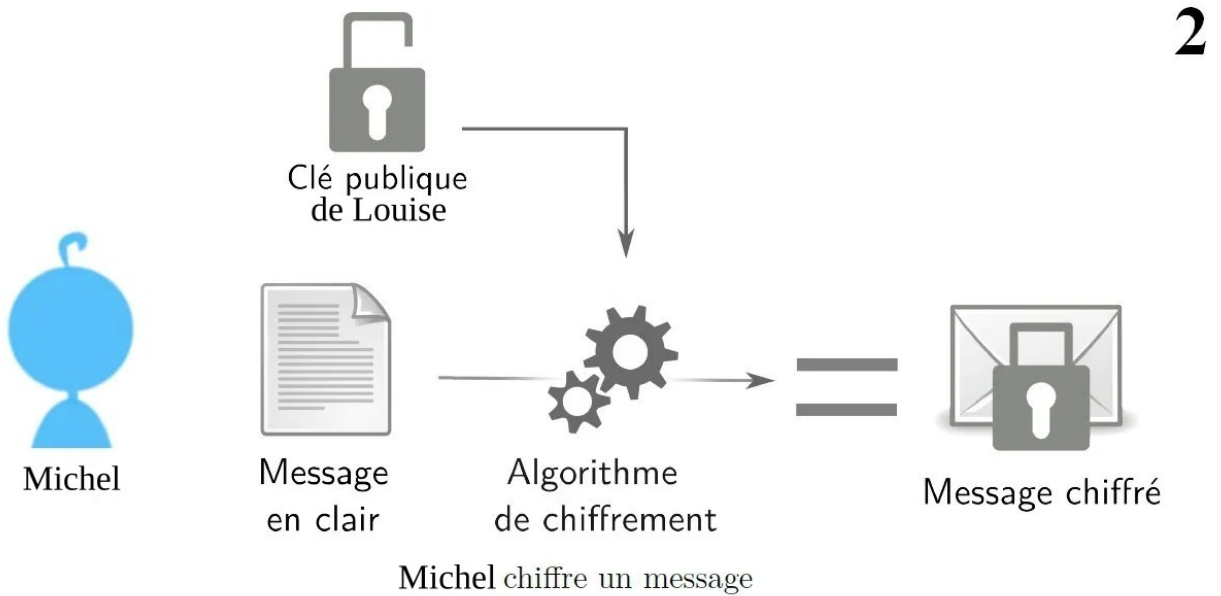 2
Clé publique
de Louise
Michel
Message
en clair
Algorithme
de chiffrement
Message chiffré
Michel chiffre un message